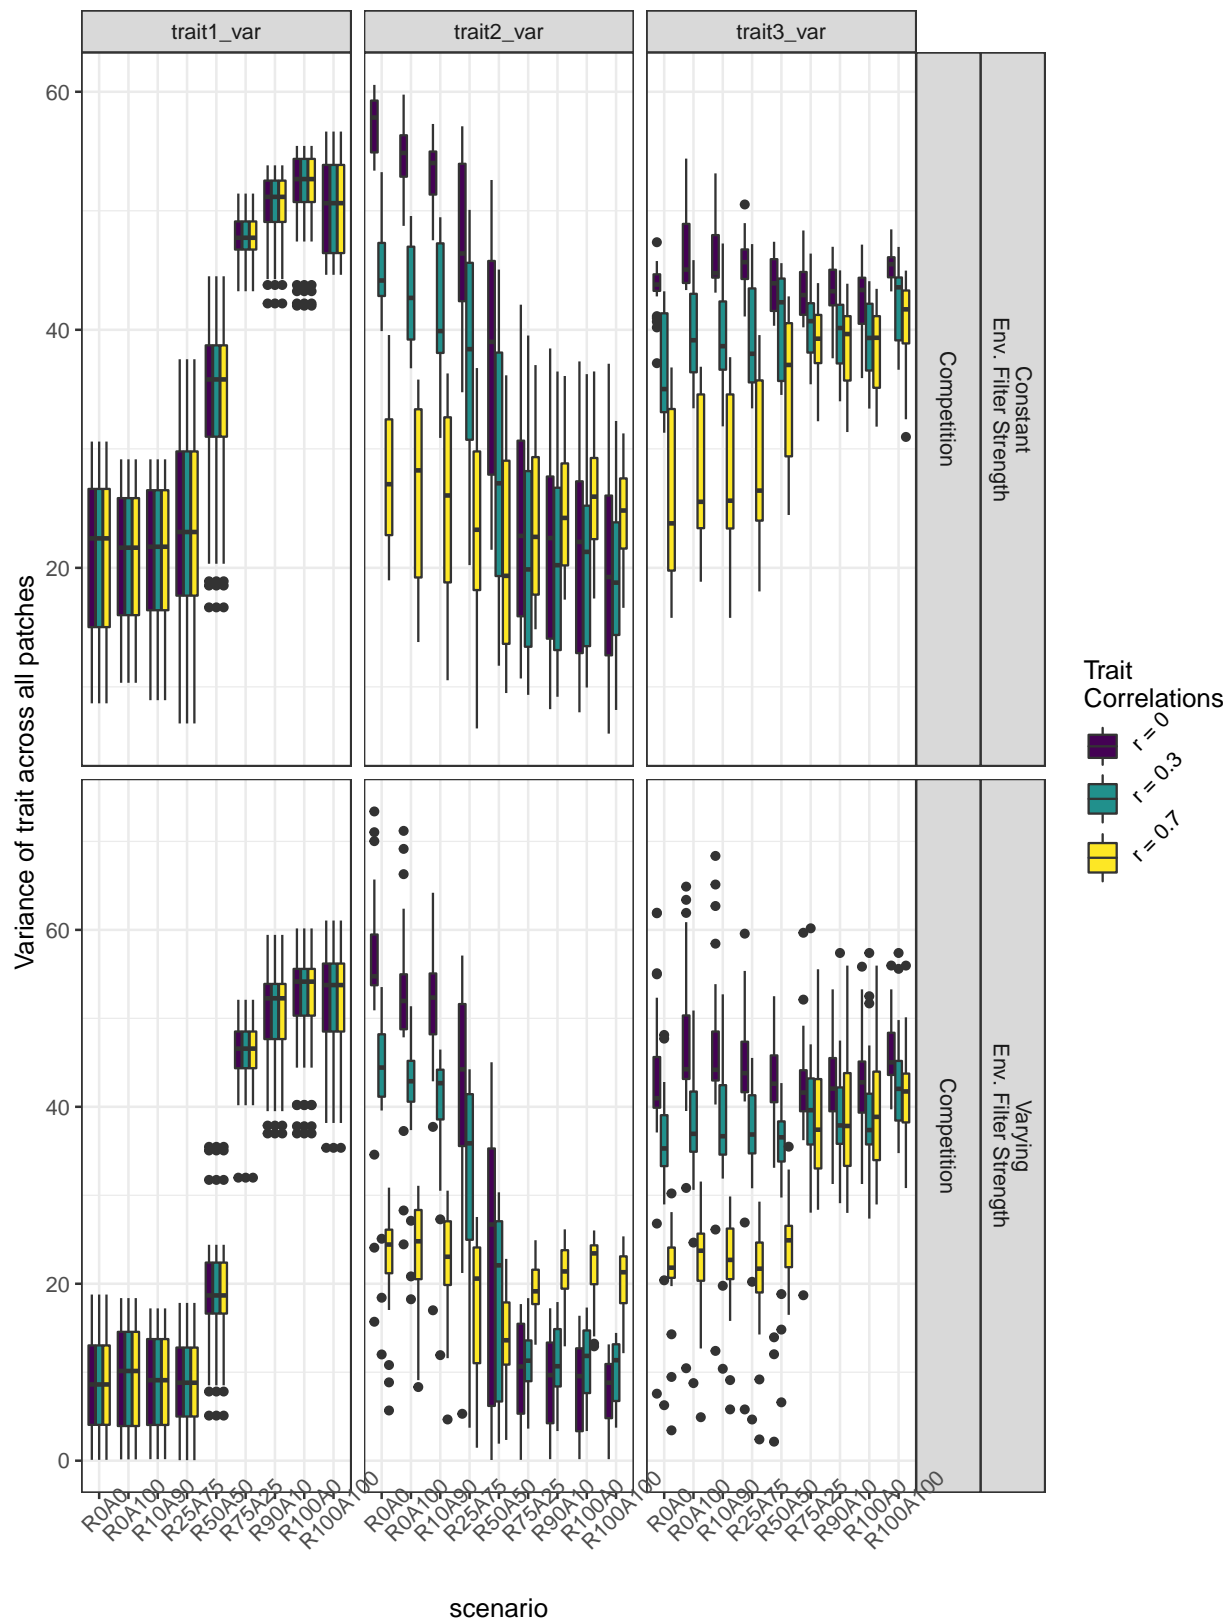 trait1_var
trait2_var
trait3_var
Variance of trait across all patches
60
40
20
Competition
Constant
Env. Filter Strength
60
40
20
0
Competition
Varying
Env. Filter Strength
R0A0
R0A100
R10A90
R25A75
R50A50
R75A25
R90A10
R100A0
R100A100
R0A0
R0A100
R10A90
R25A75
R50A50
R75A25
R90A10
R100A0
R100A100
R0A0
R0A100
R10A90
R25A75
R50A50
R75A25
R90A10
R100A0
R100A100
scenario
Trait
Correlations
r = 0
r = 0.3
r = 0.7